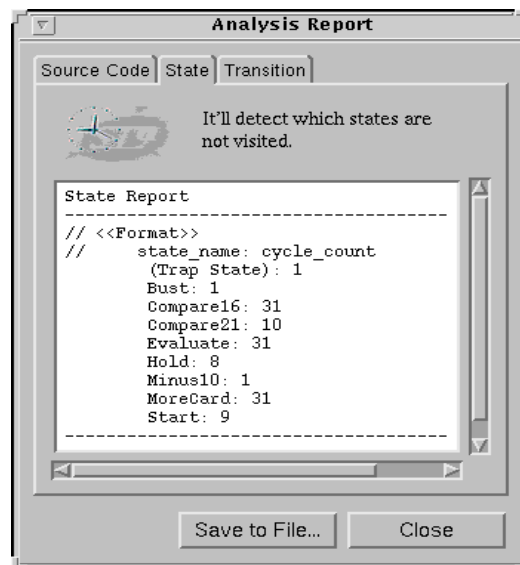 Analysis Report
Source Code State Transition
It'll detect which states are
not visited.
State Report
--------------------------------------
// <<Format>>
//     state_name: cycle_count
(Trap State): 1
Bust: 1
Compare16: 31
Compare21: 10
Evaluate: 31
Hold: 8
Minus10: 1
MoreCard: 31
Start: 9
--------------------------------------
Save to File... Close